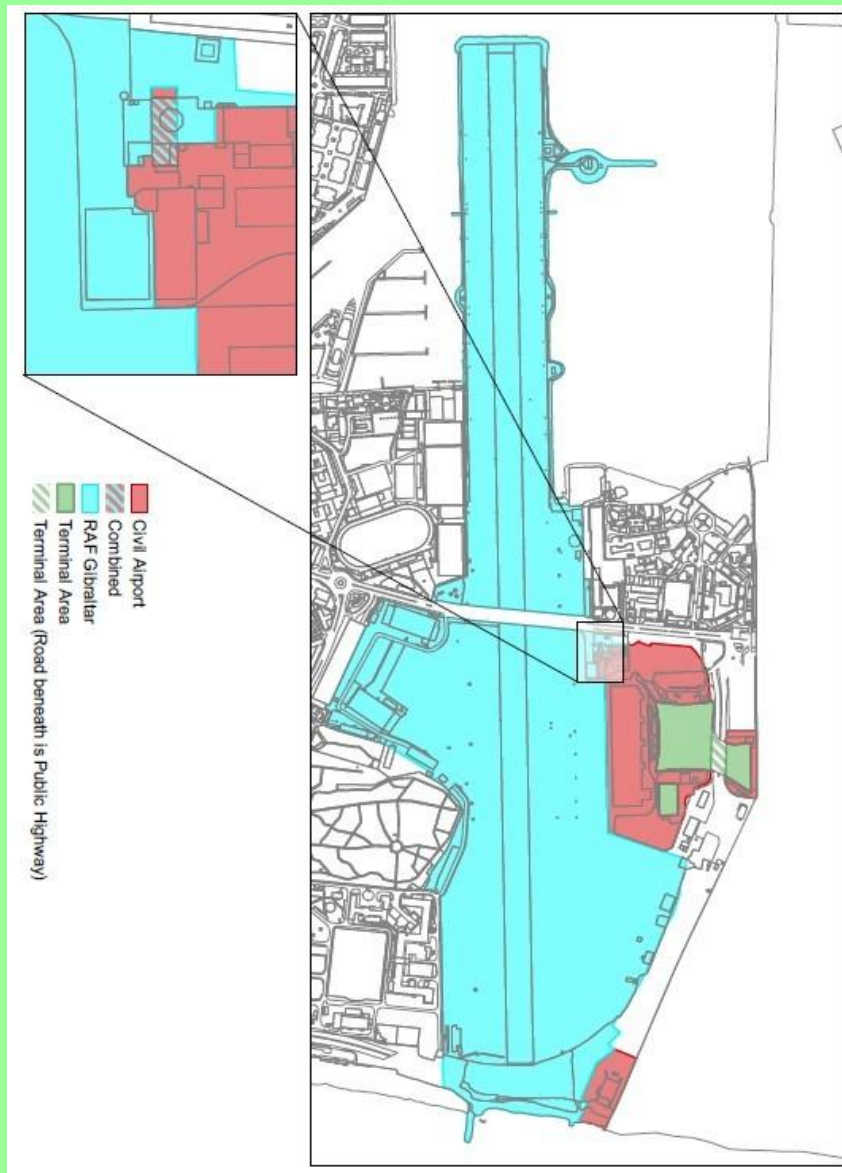 Civil Airport
Combined
RAF Gibraltar
Terminal Area
Terminal Area (Road beneath is Public Highway)